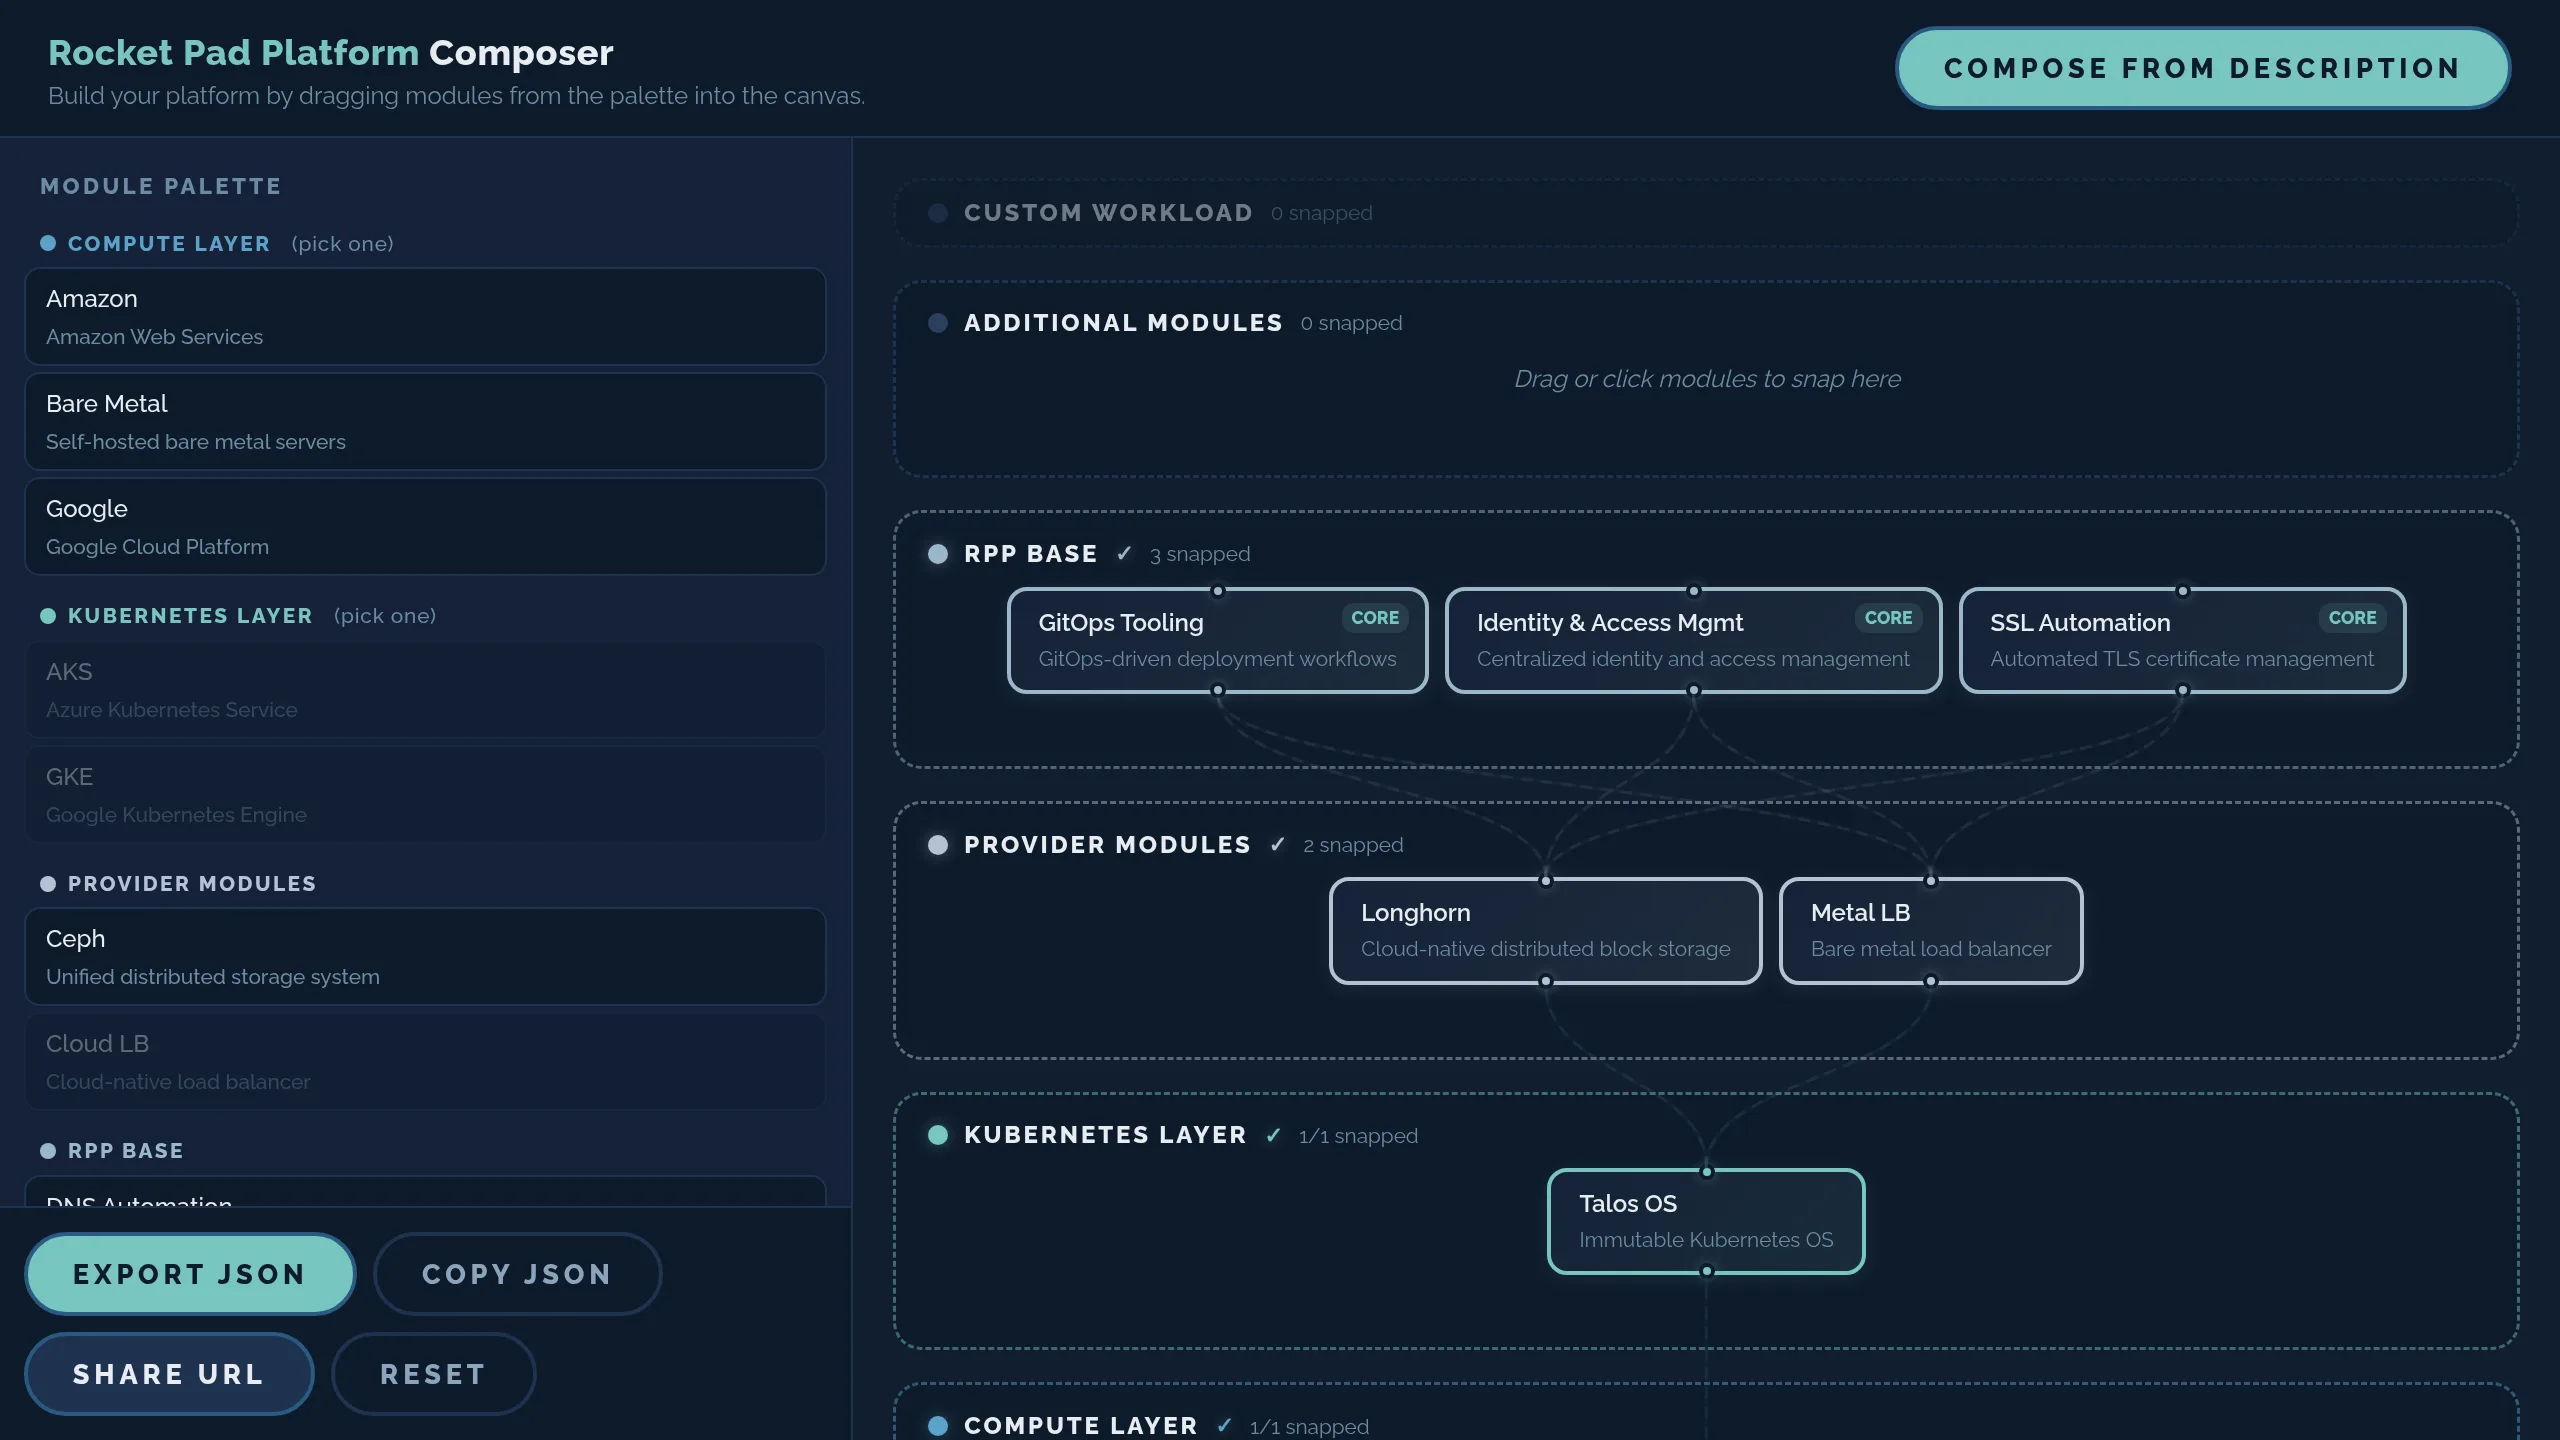 Rocket Pad Platform Composer
Build your platform by dragging modules from the palette into the canvas.
COMPOSE FROM DESCRIPTION
MODULE PALETTE
COMPUTE LAYER (pick one)
Amazon
Amazon Web Services
Bare Metal
Self-hosted bare metal servers
Google
Google Cloud Platform
KUBERNETES LAYER (pick one)
AKS
Azure Kubernetes Service
GKE
Google Kubernetes Engine
PROVIDER MODULES
Ceph
Unified distributed storage system
Cloud LB
Cloud-native load balancer
RPP BASE
DNS Automation
EXPORT JSON
COPY JSON
SHARE URL
RESET
CUSTOM WORKLOAD 0 snapped
ADDITIONAL MODULES 0 snapped
Drag or click modules to snap here
RPP BASE ✓ 3 snapped
GitOps Tooling CORE
GitOps-driven deployment workflows
Identity & Access Mgmt CORE
Centralized identity and access management
SSL Automation CORE
Automated TLS certificate management
PROVIDER MODULES ✓ 2 snapped
Longhorn
Cloud-native distributed block storage
Metal LB
Bare metal load balancer
KUBERNETES LAYER ✓ 1/1 snapped
Talos OS
Immutable Kubernetes OS
COMPUTE LAYER ✓ 1/1 snapped